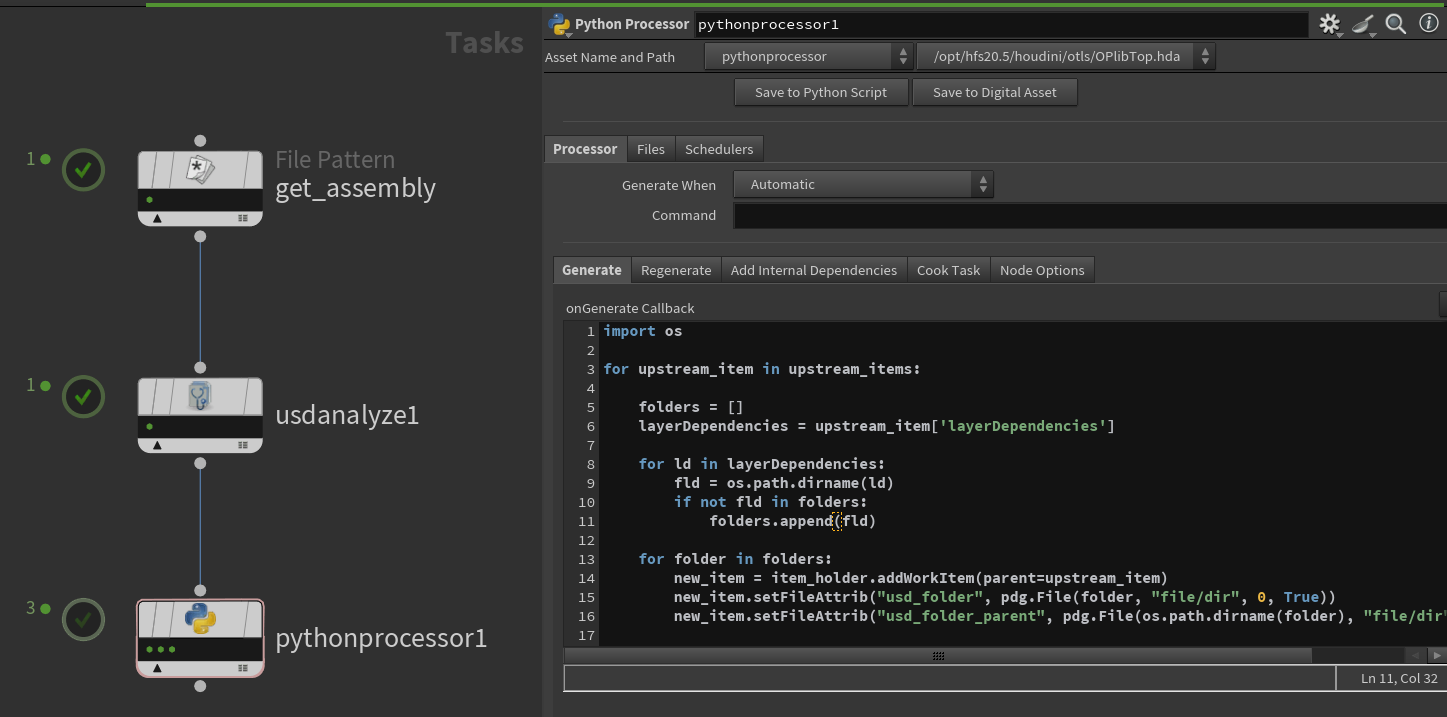 Tasks
1
File Pattern
get_assembly
1
usdanalyze1
3
pythonprocessor1
Python Processor pythonprocessor1
Asset Name and Path pythonprocessor /opt/hfs20.5/houdini/otls/OPlibTop.hda
Save to Python Script Save to Digital Asset
Processor Files Schedulers
Generate When Automatic
Command
Generate Regenerate Add Internal Dependencies Cook Task Node Options
onGenerate Callback
1 import os
2
3 for upstream_item in upstream_items:
4
5     folders = []
6     layerDependencies = upstream_item['layerDependencies']
7
8     for ld in layerDependencies:
9         fld = os.path.dirname(ld)
10         if not fld in folders:
11             folders.append(fld)
12
13     for folder in folders:
14         new_item = item_holder.addWorkItem(parent=upstream_item)
15         new_item.setFileAttrib("usd_folder", pdg.File(folder, "file/dir", 0, True))
16         new_item.setFileAttrib("usd_folder_parent", pdg.File(os.path.dirname(folder), "file/dir"
17
Ln 11, Col 32